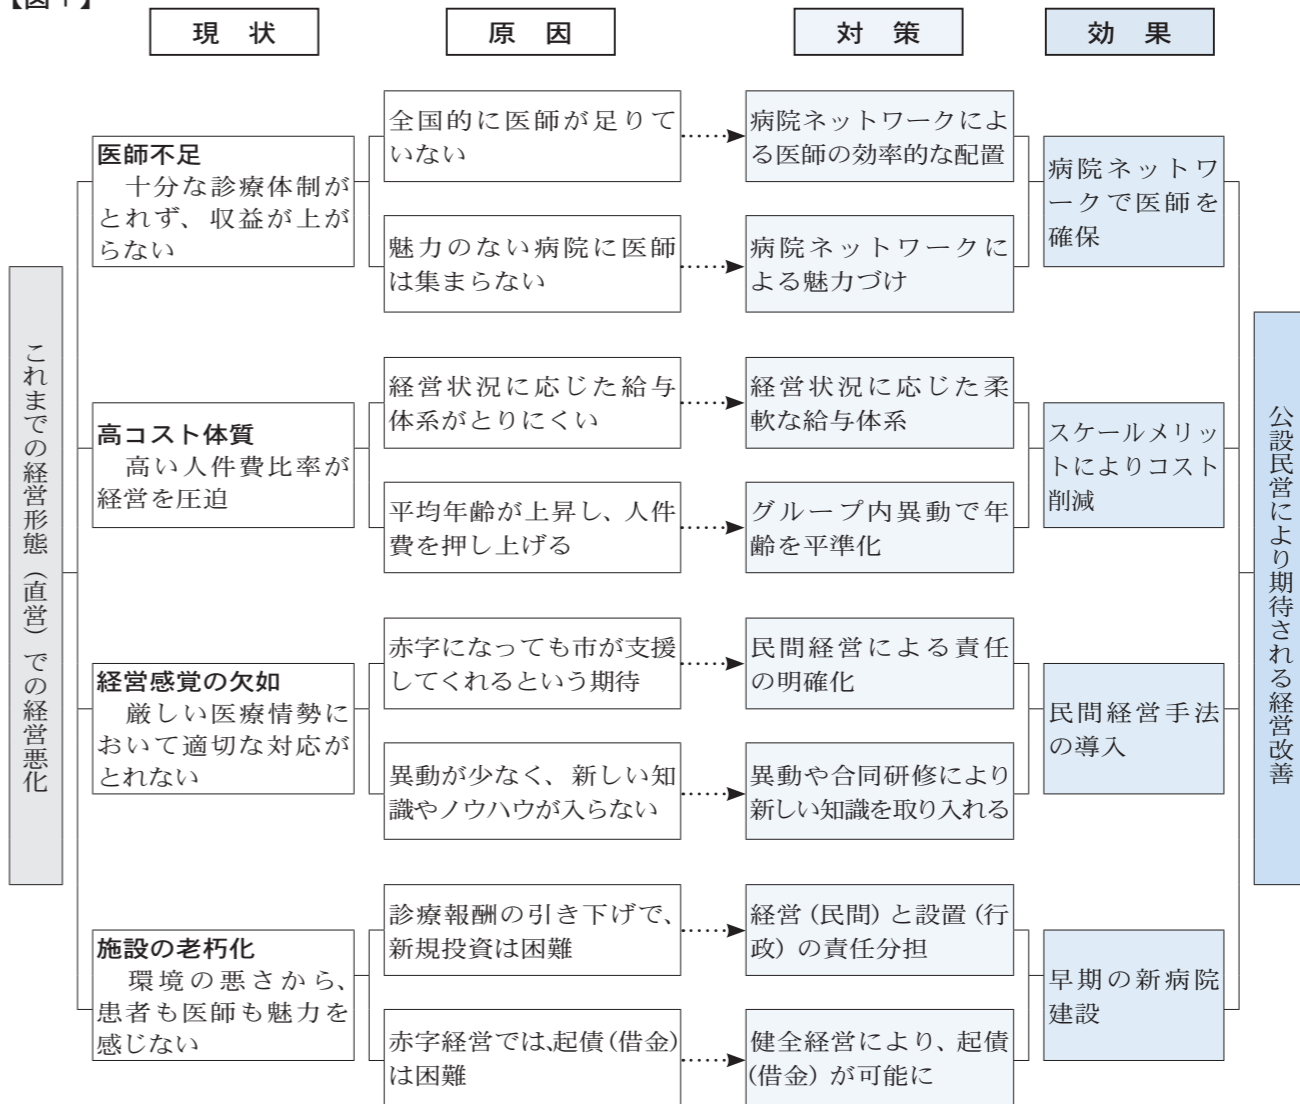 【図1】
現 状
原 因
対 策
効 果
これまでの経営形態（直営）での経営悪化
医師不足
十分な診療体制が
とれず、収益が上が
らない
全国的に医師が足りて
いない
病院ネットワークによ
る医師の効率的な配置
魅力のない病院に医師
は集まらない
病院ネットワークに
よる魅力づけ
病院ネットワ
ークで医師を
確保
高コスト体質
高い人件費比率が
経営を圧迫
経営状況に応じた給与
体系がとりにくい
経営状況に応じた柔
軟な給与体系
平均年齢が上昇し、人件
費を押し上げる
グループ内異動で年
齢を平準化
スケールメリッ
トによりコスト
削減
経営感覚の欠如
厳しい医療情勢に
おいて適切な対応が
とれない
赤字になっても市が支援
してくれるという期待
民間経営による責任
の明確化
異動が少なく、新しい知
識やノウハウが入らない
異動や合同研修により
新しい知識を取り入れる
民間経営手法
の導入
施設の老朽化
環境の悪さから、
患者も医師も魅力を
感じない
診療報酬の引き下げで、
新規投資は困難
経営（民間）と設置（行
政）の責任分担
赤字経営では、起債（借金）
は困難
健全経営により、起債
（借金）が可能に
早期の新病院
建設
公設民営により期待される経営改善